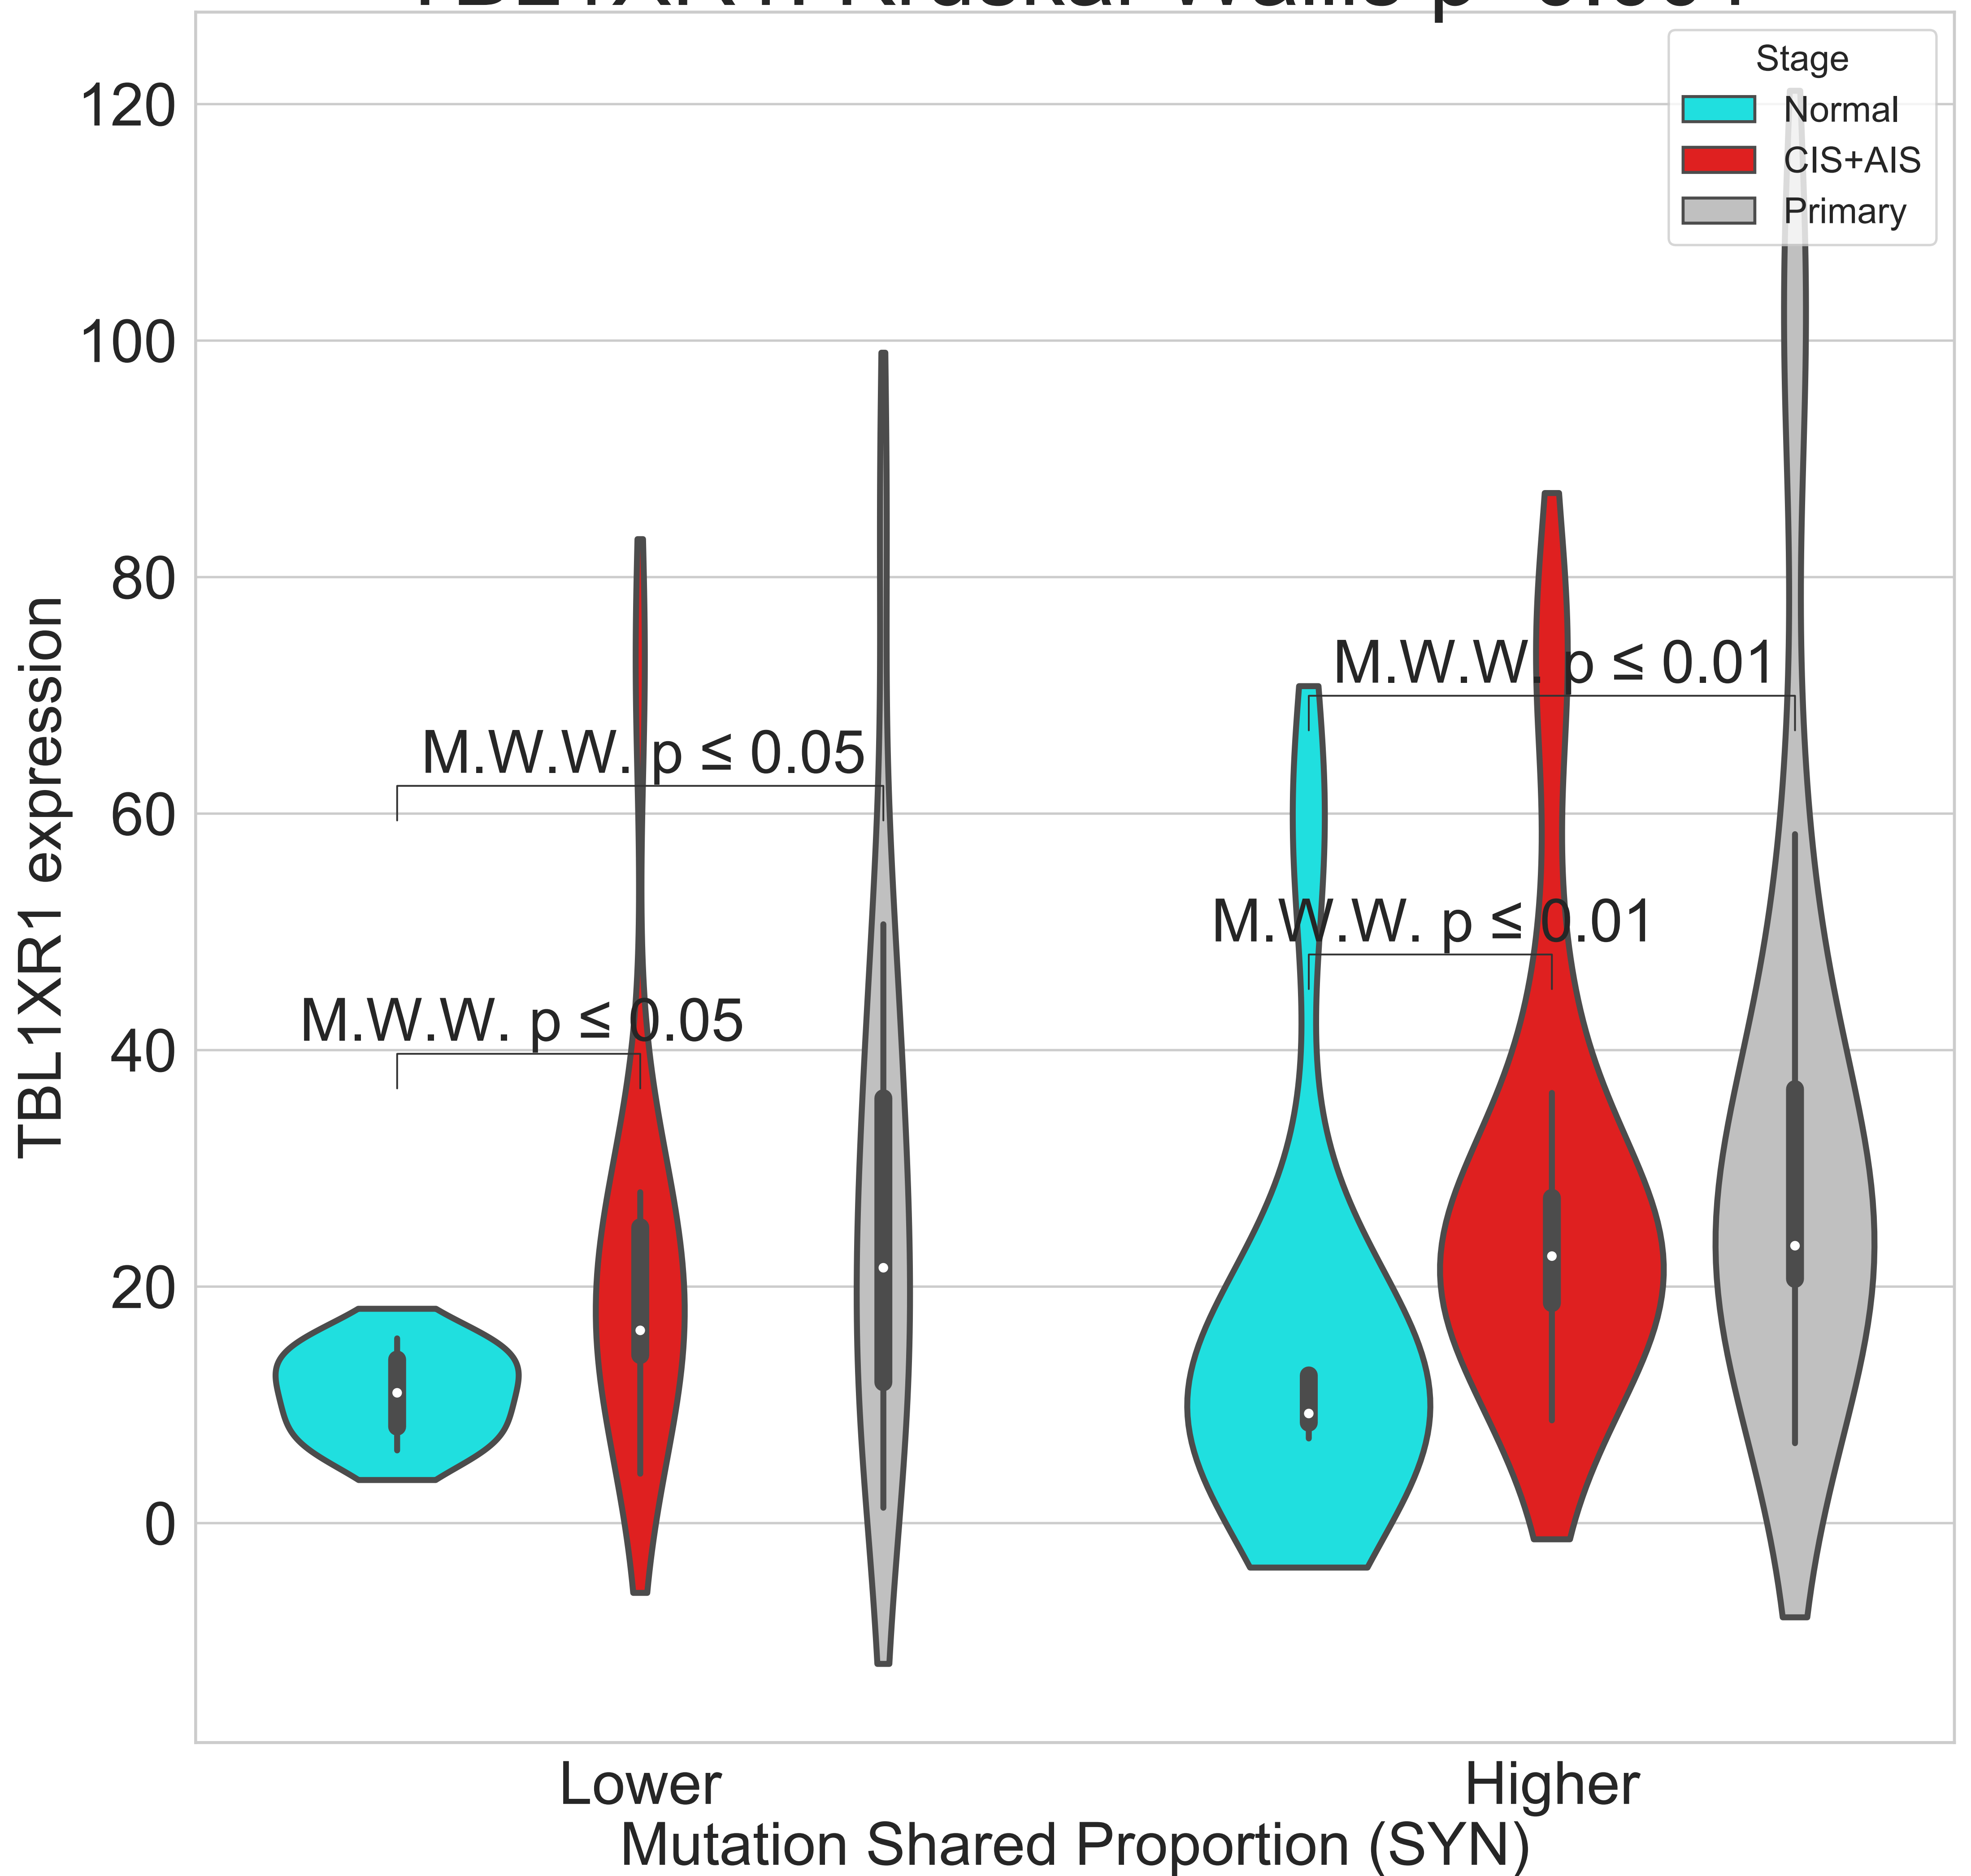 Stage
Normal
CIS+AIS
Primary
120
100
80
60
40
20
0
TBL1XR1 expression
M.W.W. p ≤ 0.01
M.W.W. p ≤ 0.05
M.W.W. p ≤ 0.01
M.W.W. p ≤ 0.05
Lower
Higher
Mutation Shared Proportion (SYN)